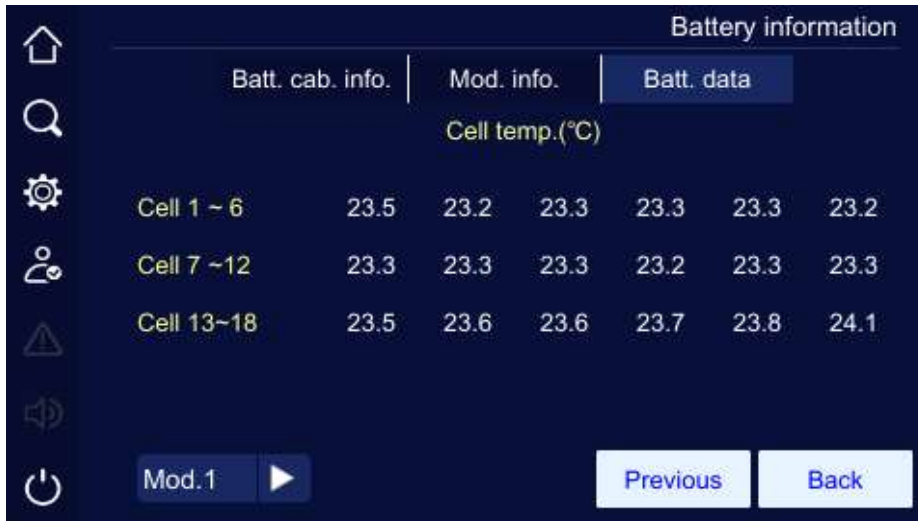 Battery information
Batt. cab. info. Mod. info. Batt. data
Cell temp.(°C)
Cell 1 ~ 6 23.5 23.2 23.3 23.3 23.3 23.2
Cell 7 ~12 23.3 23.3 23.3 23.2 23.3 23.3
Cell 13~18 23.5 23.6 23.6 23.7 23.8 24.1
Mod.1 Previous Back